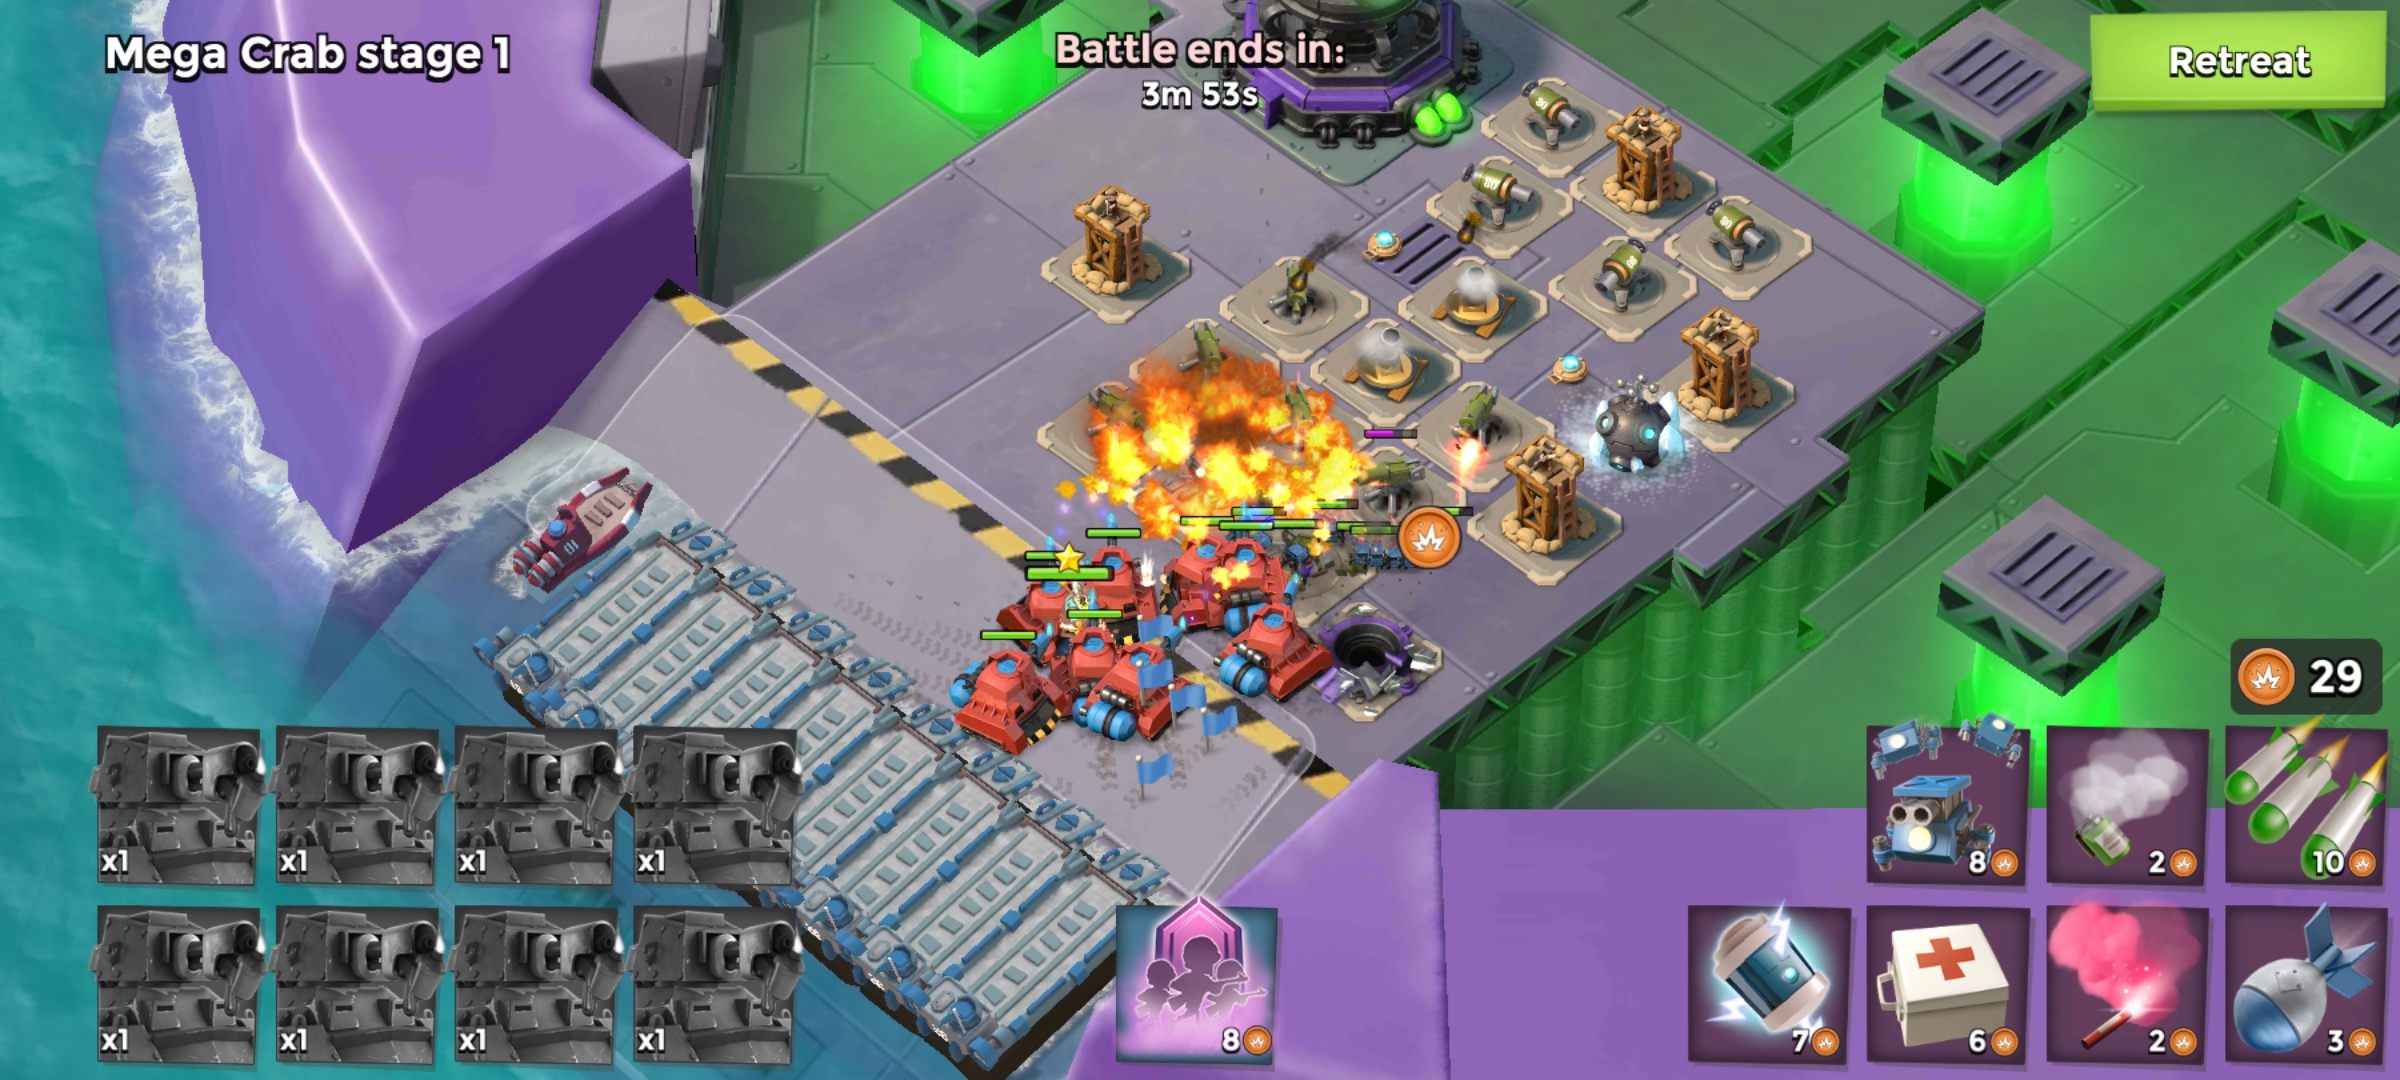 Mega Crab stage 1
Battle ends in:
3m 53s
Retreat
29
x1
x1
x1
x1
8
2
10
x1
x1
x1
x1
8
7
6
2
3